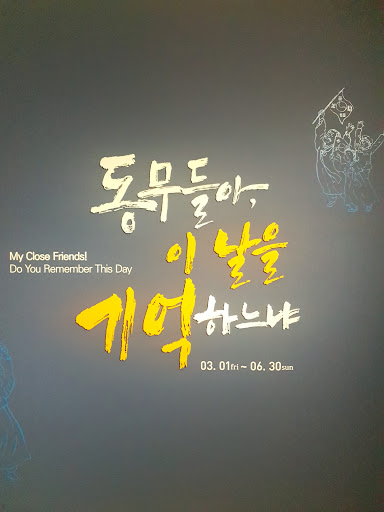 동무들아,
이 날을
기억하느냐
My Close Friends!
Do You Remember This Day
03. 01fri ~ 06. 30sun